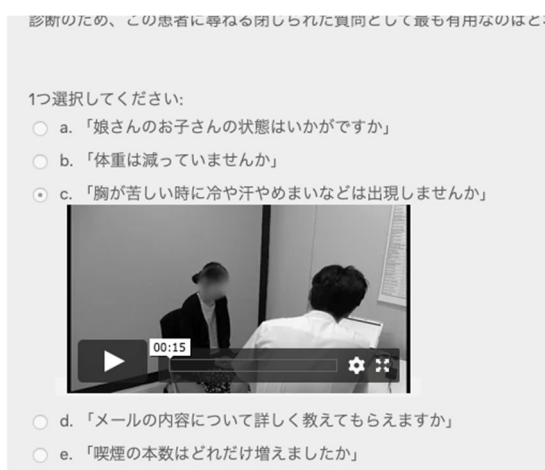 診断のため、この患者に尋ねる閉じられた質問として最も有用なのはど
1つ選択してください:
a. 「娘さんのお子さんの状態はいかがですか」
b. 「体重は減っていませんか」
c. 「胸が苦しい時に冷や汗やめまいなどは出現しませんか」
00:15
d. 「メールの内容について詳しく教えてもらえますか」
e. 「喫煙の本数はどれだけ増えましたか」